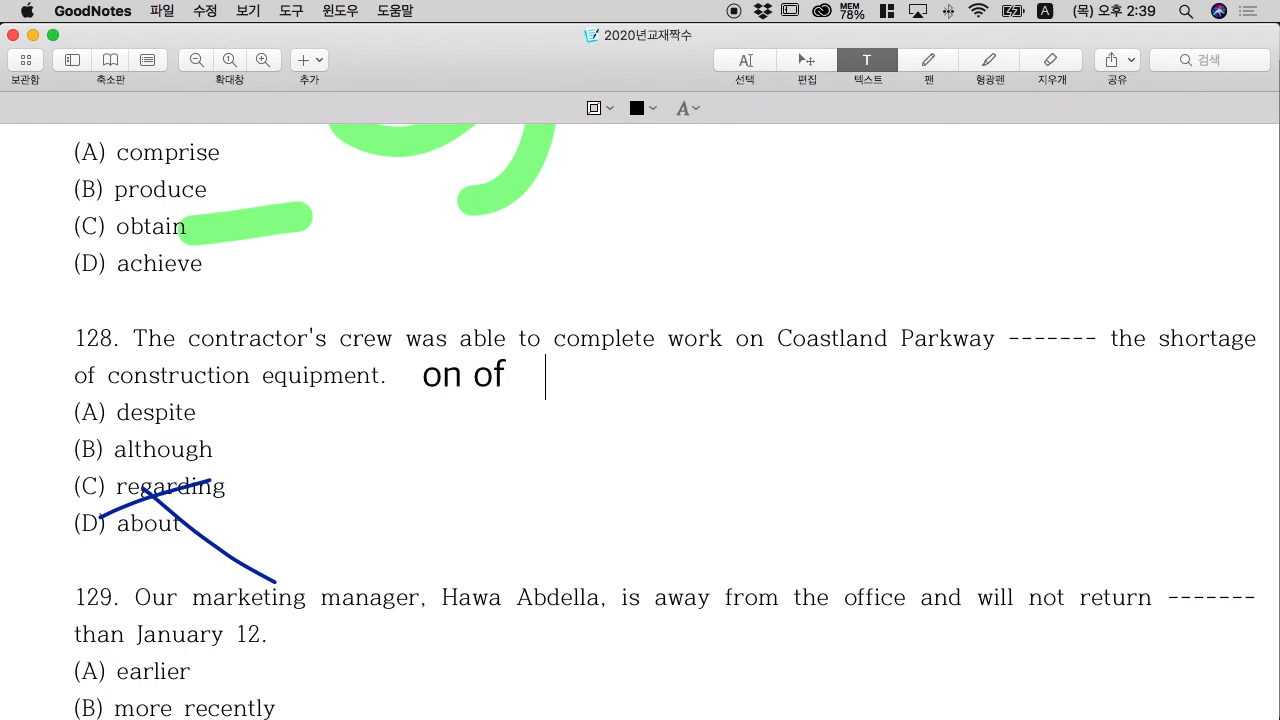 GoodNotes 파일 수정 보기 도구 윈도우 도움말 MEM 78% A (목) 오후 2:39
2020년교재짝수
보관함 축소판 확대창 추가 선택 편집 T 텍스트 펜 형광펜 지우개 공유 검색
(A) comprise
(B) produce
(C) obtain
(D) achieve
128. The contractor's crew was able to complete work on Coastland Parkway ------- the shortage
of construction equipment. on of
(A) despite
(B) although
(C) regarding
(D) about
129. Our marketing manager, Hawa Abdella, is away from the office and will not return -------
than January 12.
(A) earlier
(B) more recently